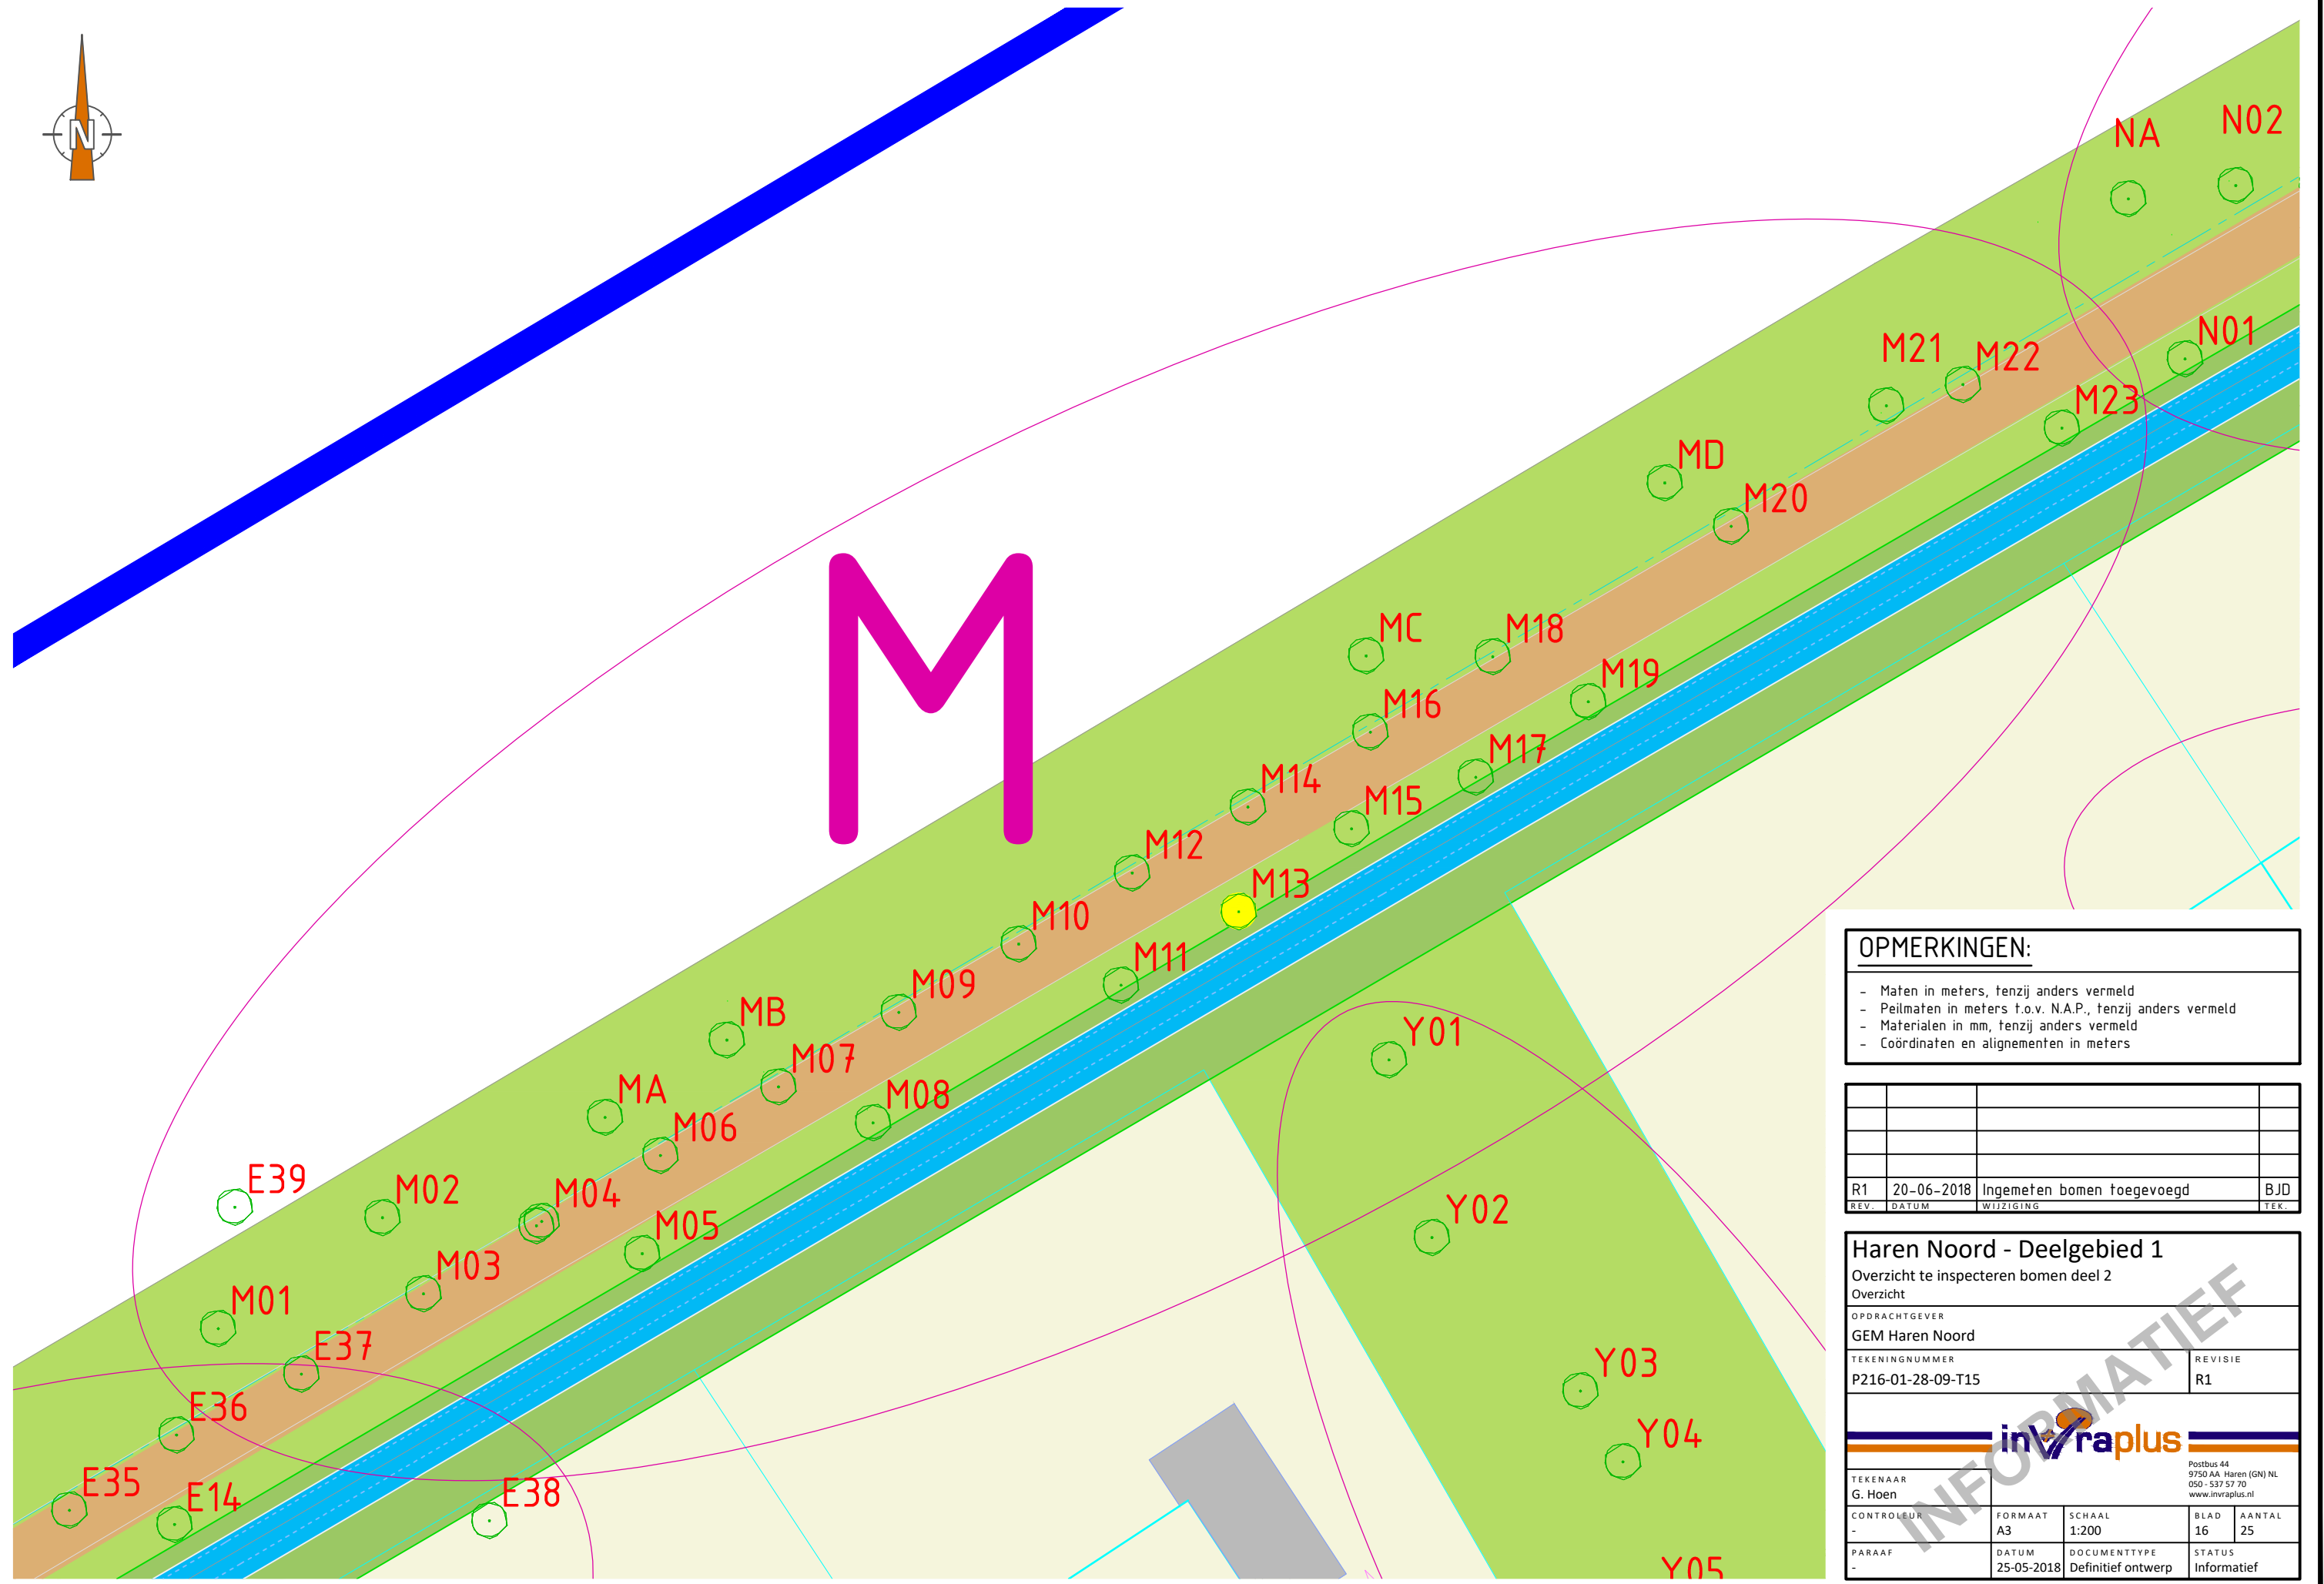 N
NA
N02
M21
M22
N01
M23
MD
M20
M
MC
M18
M19
M16
M17
M14
M15
M12
M13
M10
M11
M09
MB
Y01
M07
MA
M08
M06
E39
M02
M04
M05
Y02
M03
M01
E37
Y03
E36
Y04
E35
E14
E38
Y05
OPMERKINGEN:
- Maten in meters, tenzij anders vermeld
- Peilmaten in meters t.o.v. N.A.P., tenzij anders vermeld
- Materialen in mm, tenzij anders vermeld
- Coördinaten en alignementen in meters
R1 20-06-2018 Ingemeten bomen toegevoegd BJD
REV. DATUM WIJZIGING TEK.
Haren Noord - Deelgebied 1
Overzicht te inspecteren bomen deel 2
Overzicht
OPDRACHTGEVER
GEM Haren Noord
TEKENINGNUMMER REVISIE
P216-01-28-09-T15 R1
invraplus
Postbus 44
9750 AA Haren (GN) NL
050 - 537 57 70
www.invraplus.nl
TEKENAAR
G. Hoen
CONTROLEUR FORMAAT SCHAAL BLAD AANTAL
- A3 1:200 16 25
PARAAF DATUM DOCUMENTTYPE STATUS
- 25-05-2018 Definitief ontwerp Informatief
INFORMATIEF